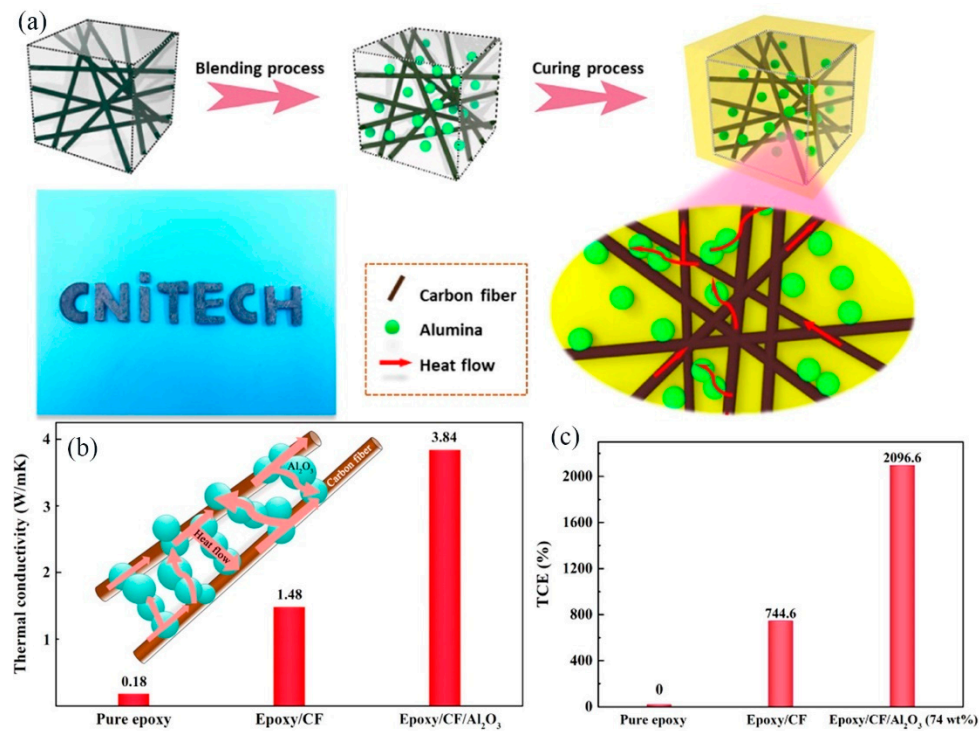 (a)
Blending process
Curing process
CNiTECH
Carbon fiber
Alumina
Heat flow
(b)
Thermal conductivity (W/mK)
4
3
2
1
0.18
1.48
3.84
Al₂O₃
Carbon fiber
Heat flow
Pure epoxy
Epoxy/CF
Epoxy/CF/Al₂O₃
(c)
TCE (%)
2000
1600
1200
800
400
0
0
744.6
2096.6
Pure epoxy
Epoxy/CF
Epoxy/CF/Al₂O₃ (74 wt%)